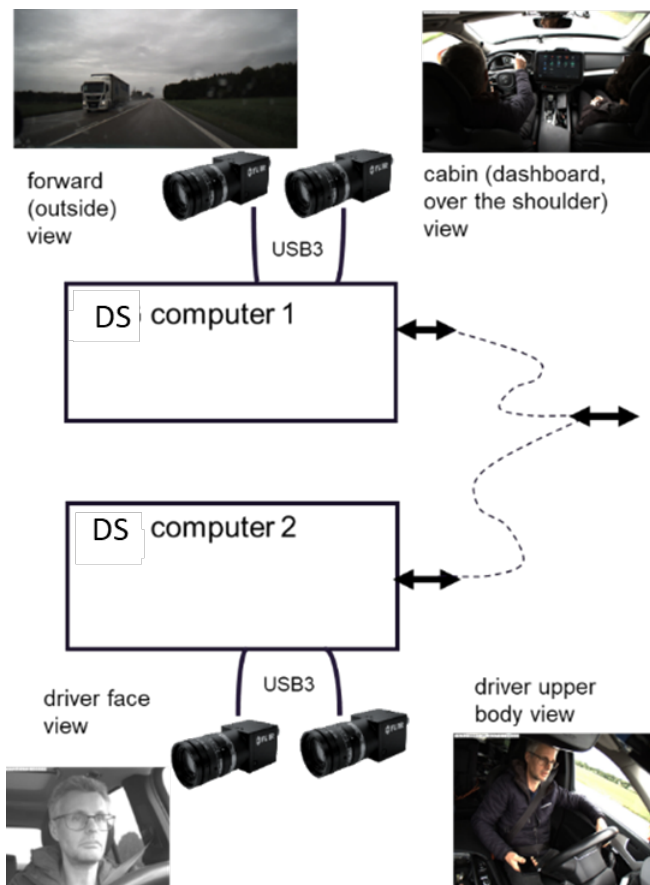 forward
(outside)
view
cabin (dashboard,
over the shoulder)
view
USB3
DS computer 1
DS computer 2
USB3
driver face
view
driver upper
body view